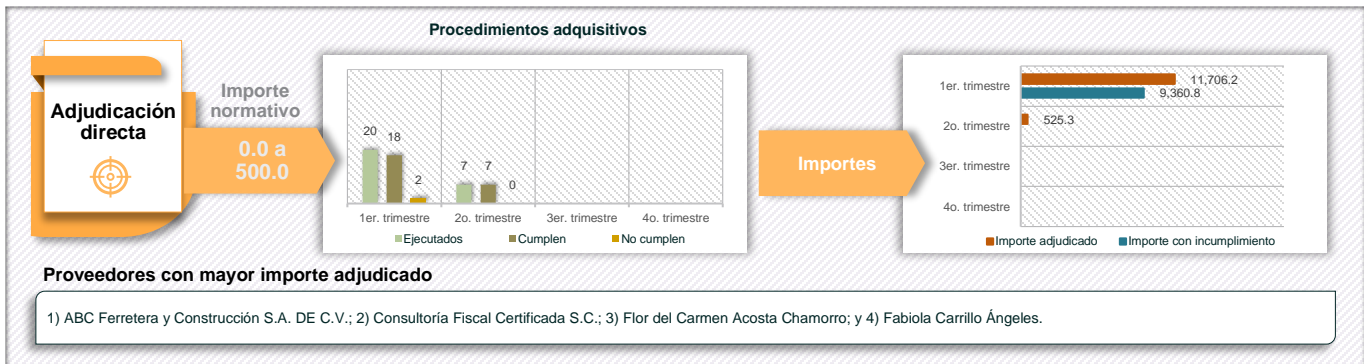 Procedimientos adquisitivos
Adjudicación
directa
Importe
normativo
0.0 a
500.0
20
18
2
7
7
0
1er. trimestre
2o. trimestre
3er. trimestre
4o. trimestre
Ejecutados
Cumplen
No cumplen
Importes
1er. trimestre
11,706.2
9,360.8
2o. trimestre
525.3
3er. trimestre
4o. trimestre
Importe adjudicado
Importe con incumplimiento
Proveedores con mayor importe adjudicado
1) ABC Ferretera y Construcción S.A. DE C.V.; 2) Consultoría Fiscal Certificada S.C.; 3) Flor del Carmen Acosta Chamorro; y 4) Fabiola Carrillo Ángeles.